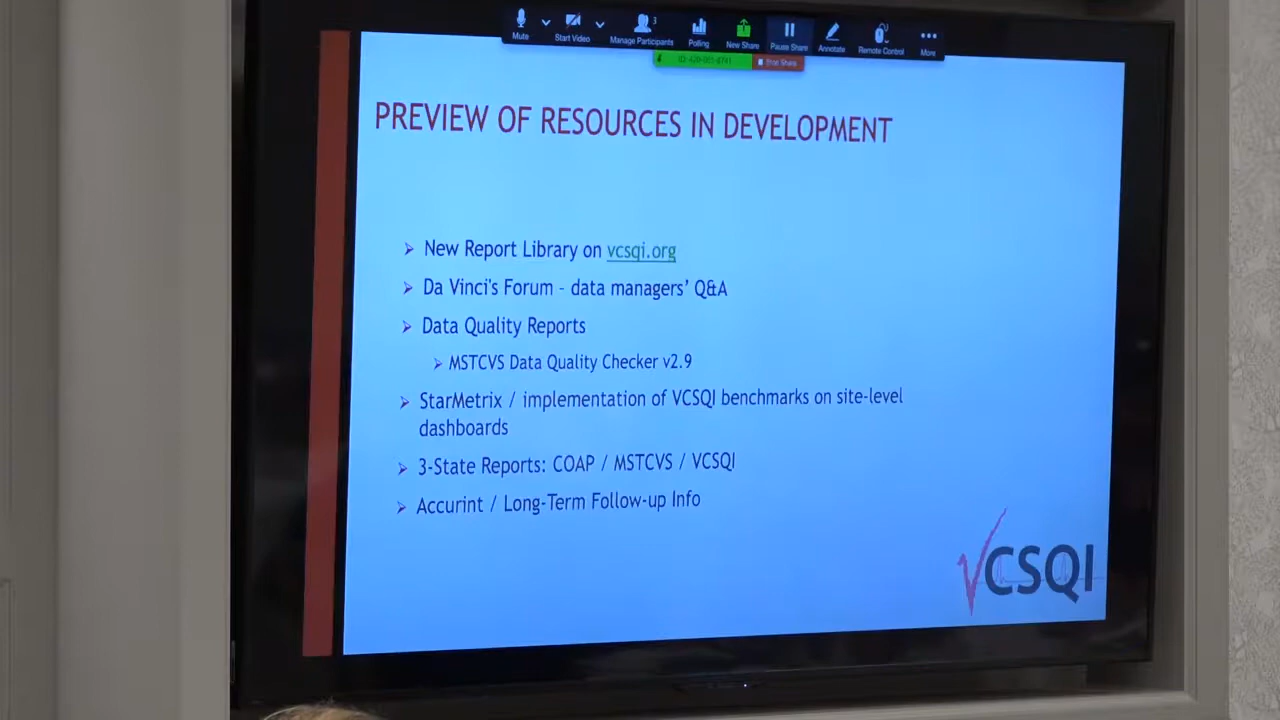 3
Mute
Start Video
Manage Participants
Polling
New Share
Pause Share
Annotate
Remote Control
More
Stop Share
PREVIEW OF RESOURCES IN DEVELOPMENT
New Report Library on vcsqi.org
Da Vinci's Forum – data managers' Q&A
Data Quality Reports
MSTCVS Data Quality Checker v2.9
StarMetrix / implementation of VCSQI benchmarks on site-level
dashboards
3-State Reports: COAP / MSTCVS / VCSQI
Accurint / Long-Term Follow-up Info
VCSQI